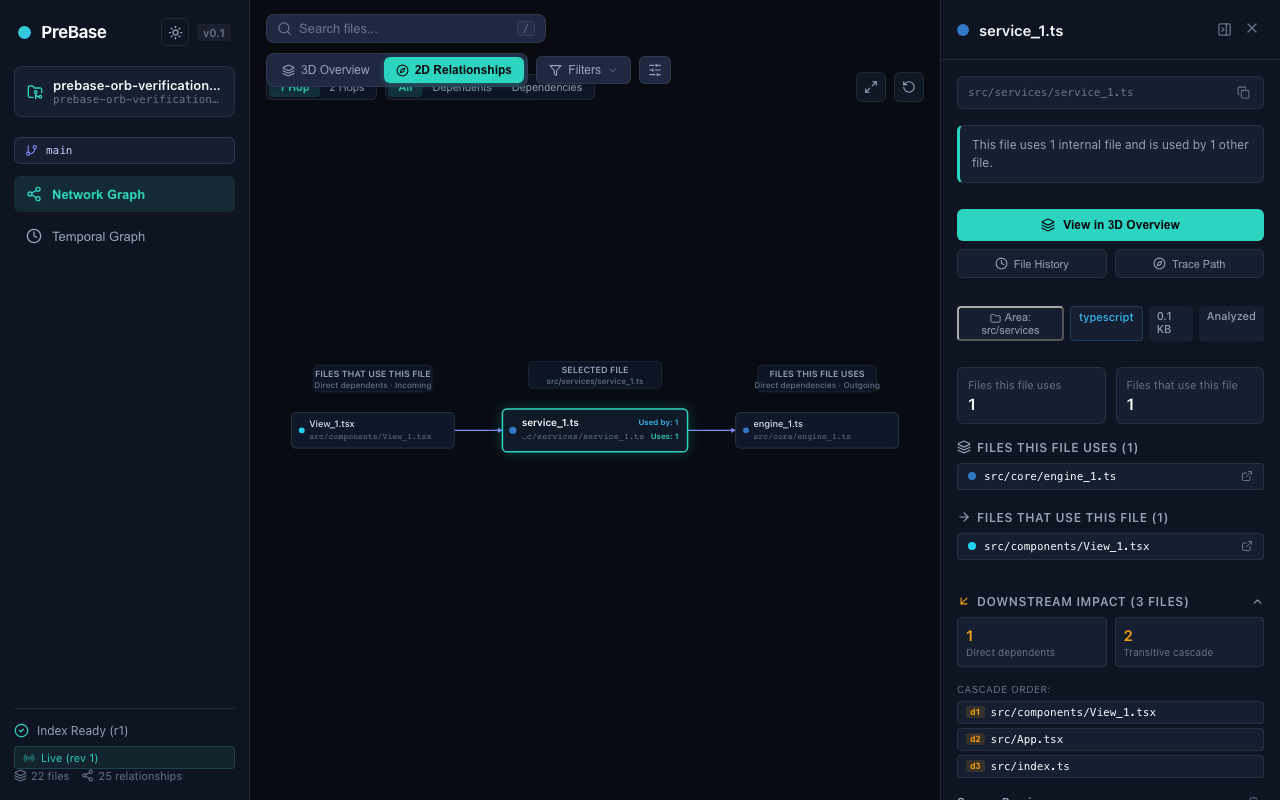 PreBase
v0.1
prebase-orb-verification...
prebase-orb-verification…
main
Network Graph
Temporal Graph
Index Ready (r1)
Live (rev 1)
22 files
25 relationships
Search files...
/
3D Overview
2D Relationships
Filters
1 Hop
2 Hops
All
Dependents
Dependencies
FILES THAT USE THIS FILE
Direct dependents · Incoming
SELECTED FILE
src/services/service_1.ts
FILES THIS FILE USES
Direct dependencies · Outgoing
View_1.tsx
src/components/View_1.tsx
service_1.ts
Used by: 1
…c/services/service_1.ts
Uses: 1
engine_1.ts
src/core/engine_1.ts
service_1.ts
src/services/service_1.ts
This file uses 1 internal file and is used by 1 other
file.
View in 3D Overview
File History
Trace Path
Area:
src/services
typescript
0.1
KB
Analyzed
Files this file uses
1
Files that use this file
1
FILES THIS FILE USES (1)
src/core/engine_1.ts
FILES THAT USE THIS FILE (1)
src/components/View_1.tsx
DOWNSTREAM IMPACT (3 FILES)
1
Direct dependents
2
Transitive cascade
CASCADE ORDER:
d1 src/components/View_1.tsx
d2 src/App.tsx
d3 src/index.ts